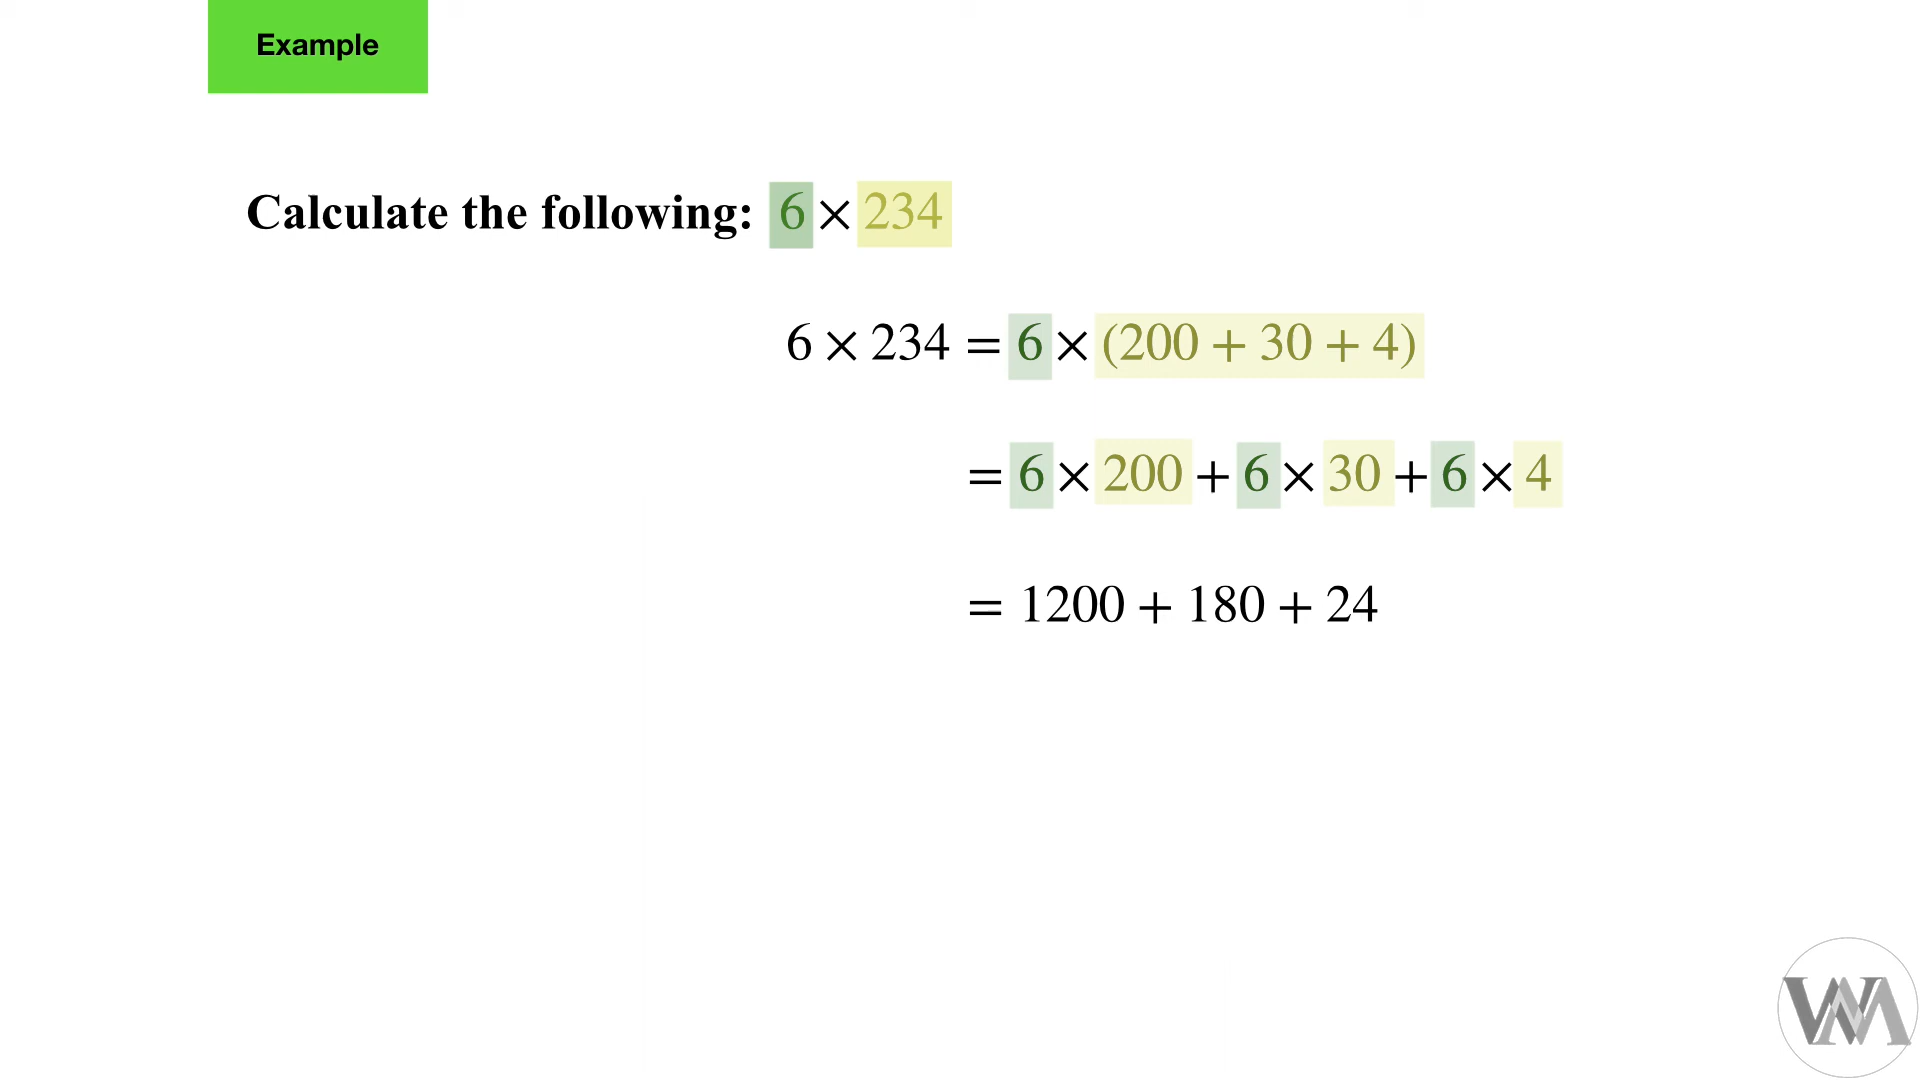 Example
Calculate the following: 6 × 234
6 × 234 = 6 × (200 + 30 + 4)
= 6 × 200 + 6 × 30 + 6 × 4
= 1200 + 180 + 24